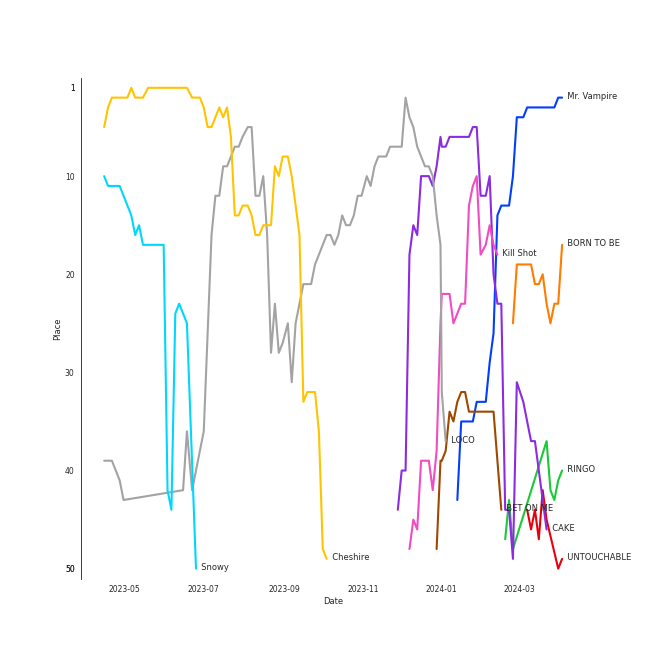 1
Mr. Vampire
10
BORN TO BE
Kill Shot
20
Place
30
LOCO
40
RINGO
BET ON ME
CAKE
Cheshire
UNTOUCHABLE
50
Snowy
2023-05
2023-07
2023-09
2023-11
2024-01
2024-03
Date